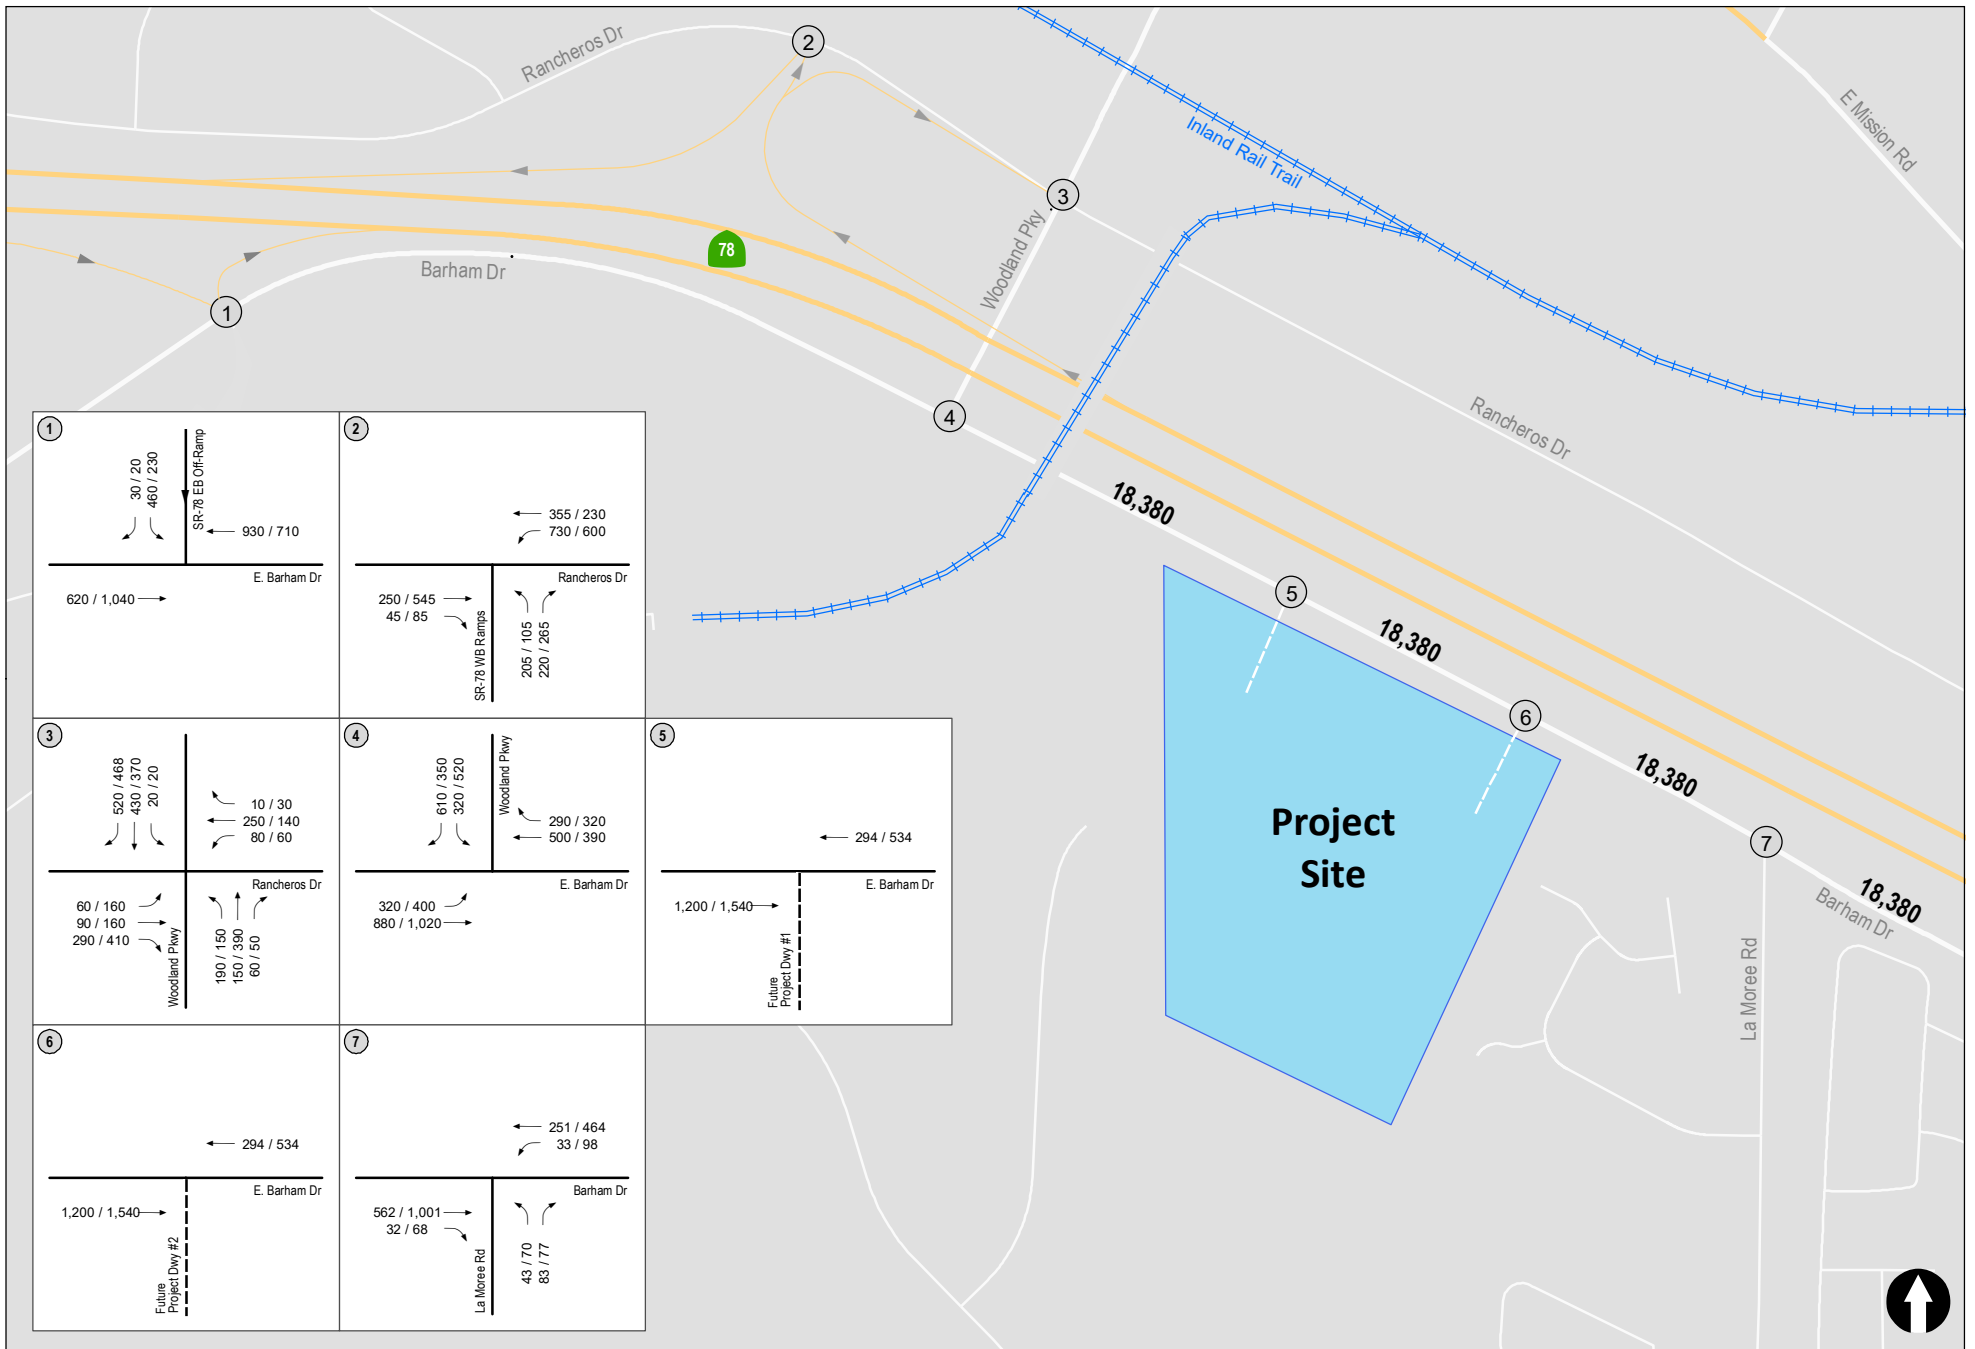 Rancheros Dr
2
E Mission Rd
Inland Rail Trail
3
Woodland Pky
78
Barham Dr
1
4
Rancheros Dr
18,380
5
18,380
6
18,380
7
18,380
Barham Dr
La Moree Rd
Project
Site
1
30 / 20
460 / 230
SR-78 EB Off-Ramp
930 / 710
E. Barham Dr
620 / 1,040
2
355 / 230
730 / 600
Rancheros Dr
250 / 545
45 / 85
SR-78 WB Ramps
205 / 105
220 / 265
3
520 / 468
430 / 370
20 / 20
10 / 30
250 / 140
80 / 60
Rancheros Dr
60 / 160
90 / 160
290 / 410
Woodland Pkwy
190 / 150
150 / 390
60 / 50
4
610 / 350
320 / 520
Woodland Pkwy
290 / 320
500 / 390
E. Barham Dr
320 / 400
880 / 1,020
5
294 / 534
E. Barham Dr
1,200 / 1,540
Future
Project Dwy #1
6
294 / 534
E. Barham Dr
1,200 / 1,540
Future
Project Dwy #2
7
251 / 464
33 / 98
Barham Dr
562 / 1,001
32 / 68
La Moree Rd
43 / 70
83 / 77